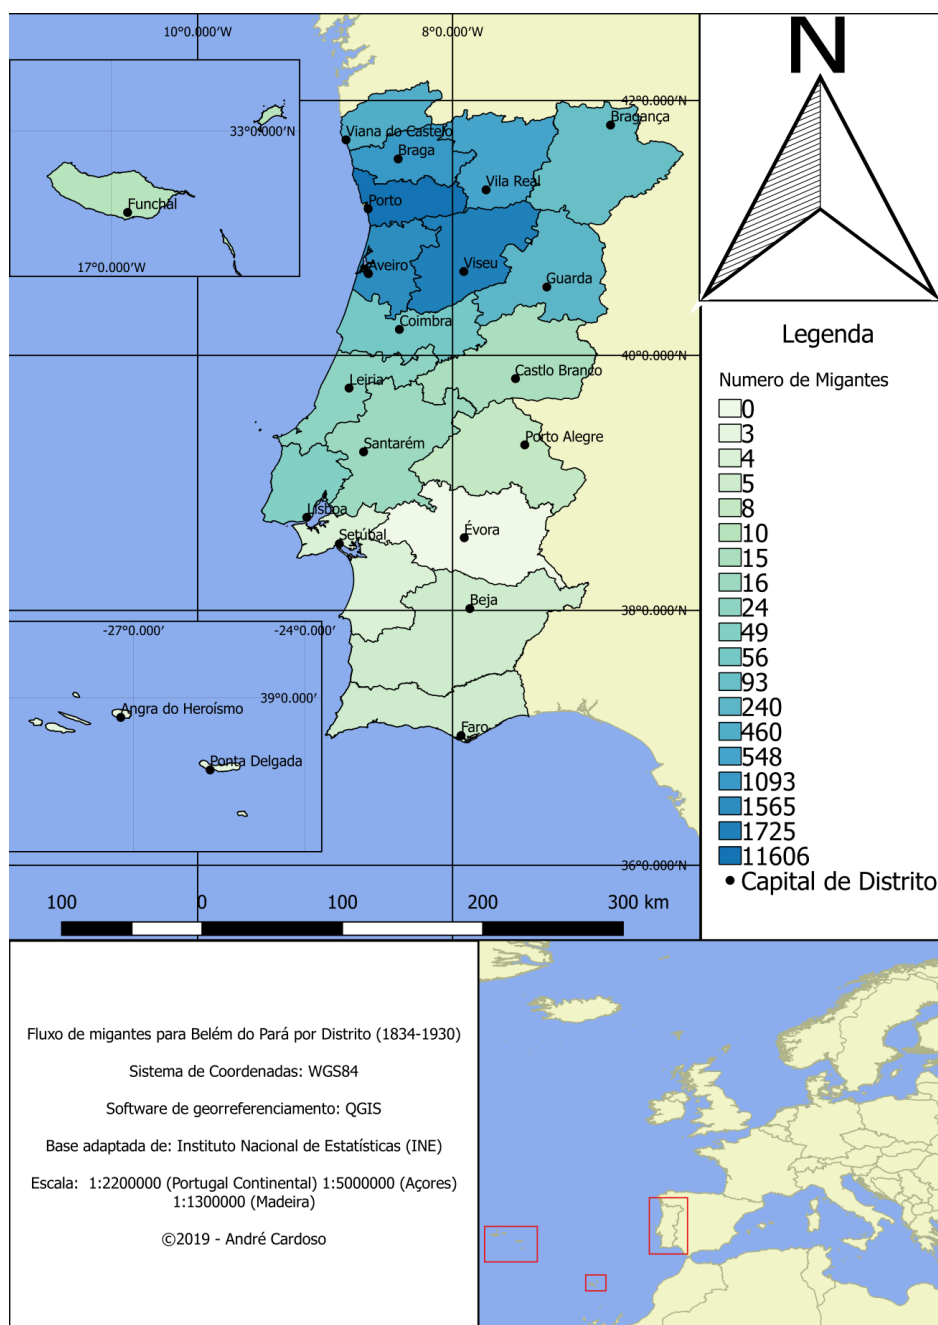 10°0.000′W
8°0.000′W
N
42°0.000′N
Bragança
33°0.000′N
Viana do Castelo
Braga
Vila Real
Funchal
Porto
17°0.000′W
Aveiro
Viseu
Guarda
Coimbra
Legenda
40°0.000′N
Leiria
Castlo Branco
Numero de Migantes
0
3
Santarém
Porto Alegre
4
5
8
Lisboa
Setúbal
Évora
10
15
16
Beja
38°0.000′N
24
-27°0.000′
-24°0.000′
49
56
39°0.000′
93
Angra do Heroísmo
Faro
240
460
Ponta Delgada
548
1093
1565
1725
36°0.000′N
11606
Capital de Distrito
100
0
100
200
300 km
Fluxo de migantes para Belém do Pará por Distrito (1834-1930)
Sistema de Coordenadas: WGS84
Software de georreferenciamento: QGIS
Base adaptada de: Instituto Nacional de Estatísticas (INE)
Escala: 1:2200000 (Portugal Continental) 1:5000000 (Açores)
1:1300000 (Madeira)
©2019 - André Cardoso